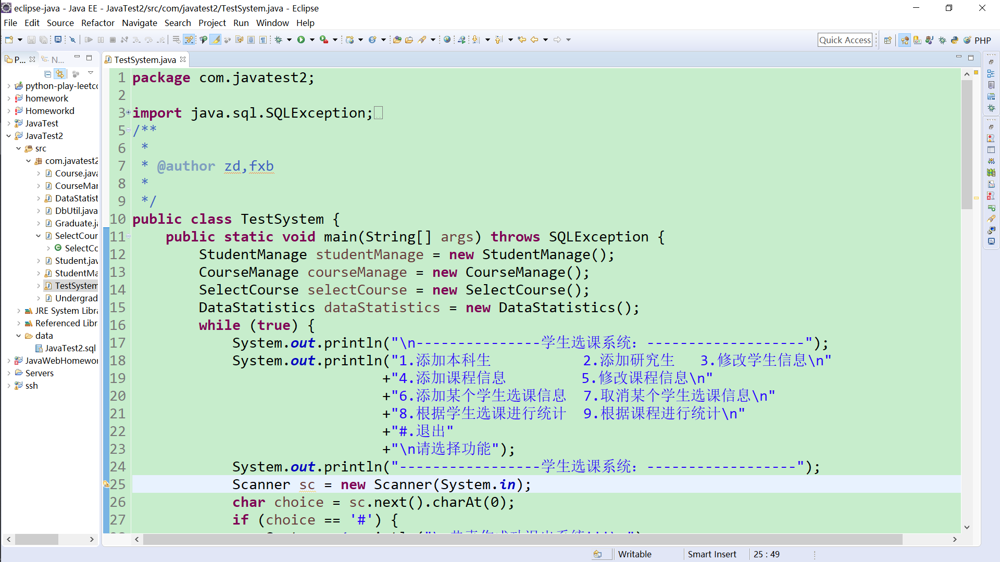 eclipse-java - Java EE - JavaTest2/src/com/javatest2/TestSystem.java - Eclipse
File Edit Source Refactor Navigate Search Project Run Window Help
Quick Access
PHP
P...
N...
TestSystem.java
python-play-leetc
homework
Homeworkd
JavaTest
JavaTest2
src
com.javatest2
Course.java
CourseMar
DataStatist
DbUtil.java
Graduate.j
SelectCour
SelectCo
Student.jav
StudentMa
TestSystem
Undergrad
JRE System Libra
Referenced Libr
data
JavaTest2.sql
JavaWebHomewor
Servers
ssh
1 package com.javatest2;
2
3 import java.sql.SQLException;
5 /**
6 *
7 * @author zd,fxb
8 *
9 */
10 public class TestSystem {
11 public static void main(String[] args) throws SQLException {
12 StudentManage studentManage = new StudentManage();
13 CourseManage courseManage = new CourseManage();
14 SelectCourse selectCourse = new SelectCourse();
15 DataStatistics dataStatistics = new DataStatistics();
16 while (true) {
17 System.out.println("\n---------------学生选课系统：-------------------");
18 System.out.println("1.添加本科生 2.添加研究生 3.修改学生信息\n"
19 +"4.添加课程信息 5.修改课程信息\n"
20 +"6.添加某个学生选课信息 7.取消某个学生选课信息\n"
21 +"8.根据学生选课进行统计 9.根据课程进行统计\n"
22 +"#.退出"
23 +"\n请选择功能");
24 System.out.println("-----------------学生选课系统：------------------");
25 Scanner sc = new Scanner(System.in);
26 char choice = sc.next().charAt(0);
27 if (choice == '#') {
Writable
Smart Insert
25 : 49